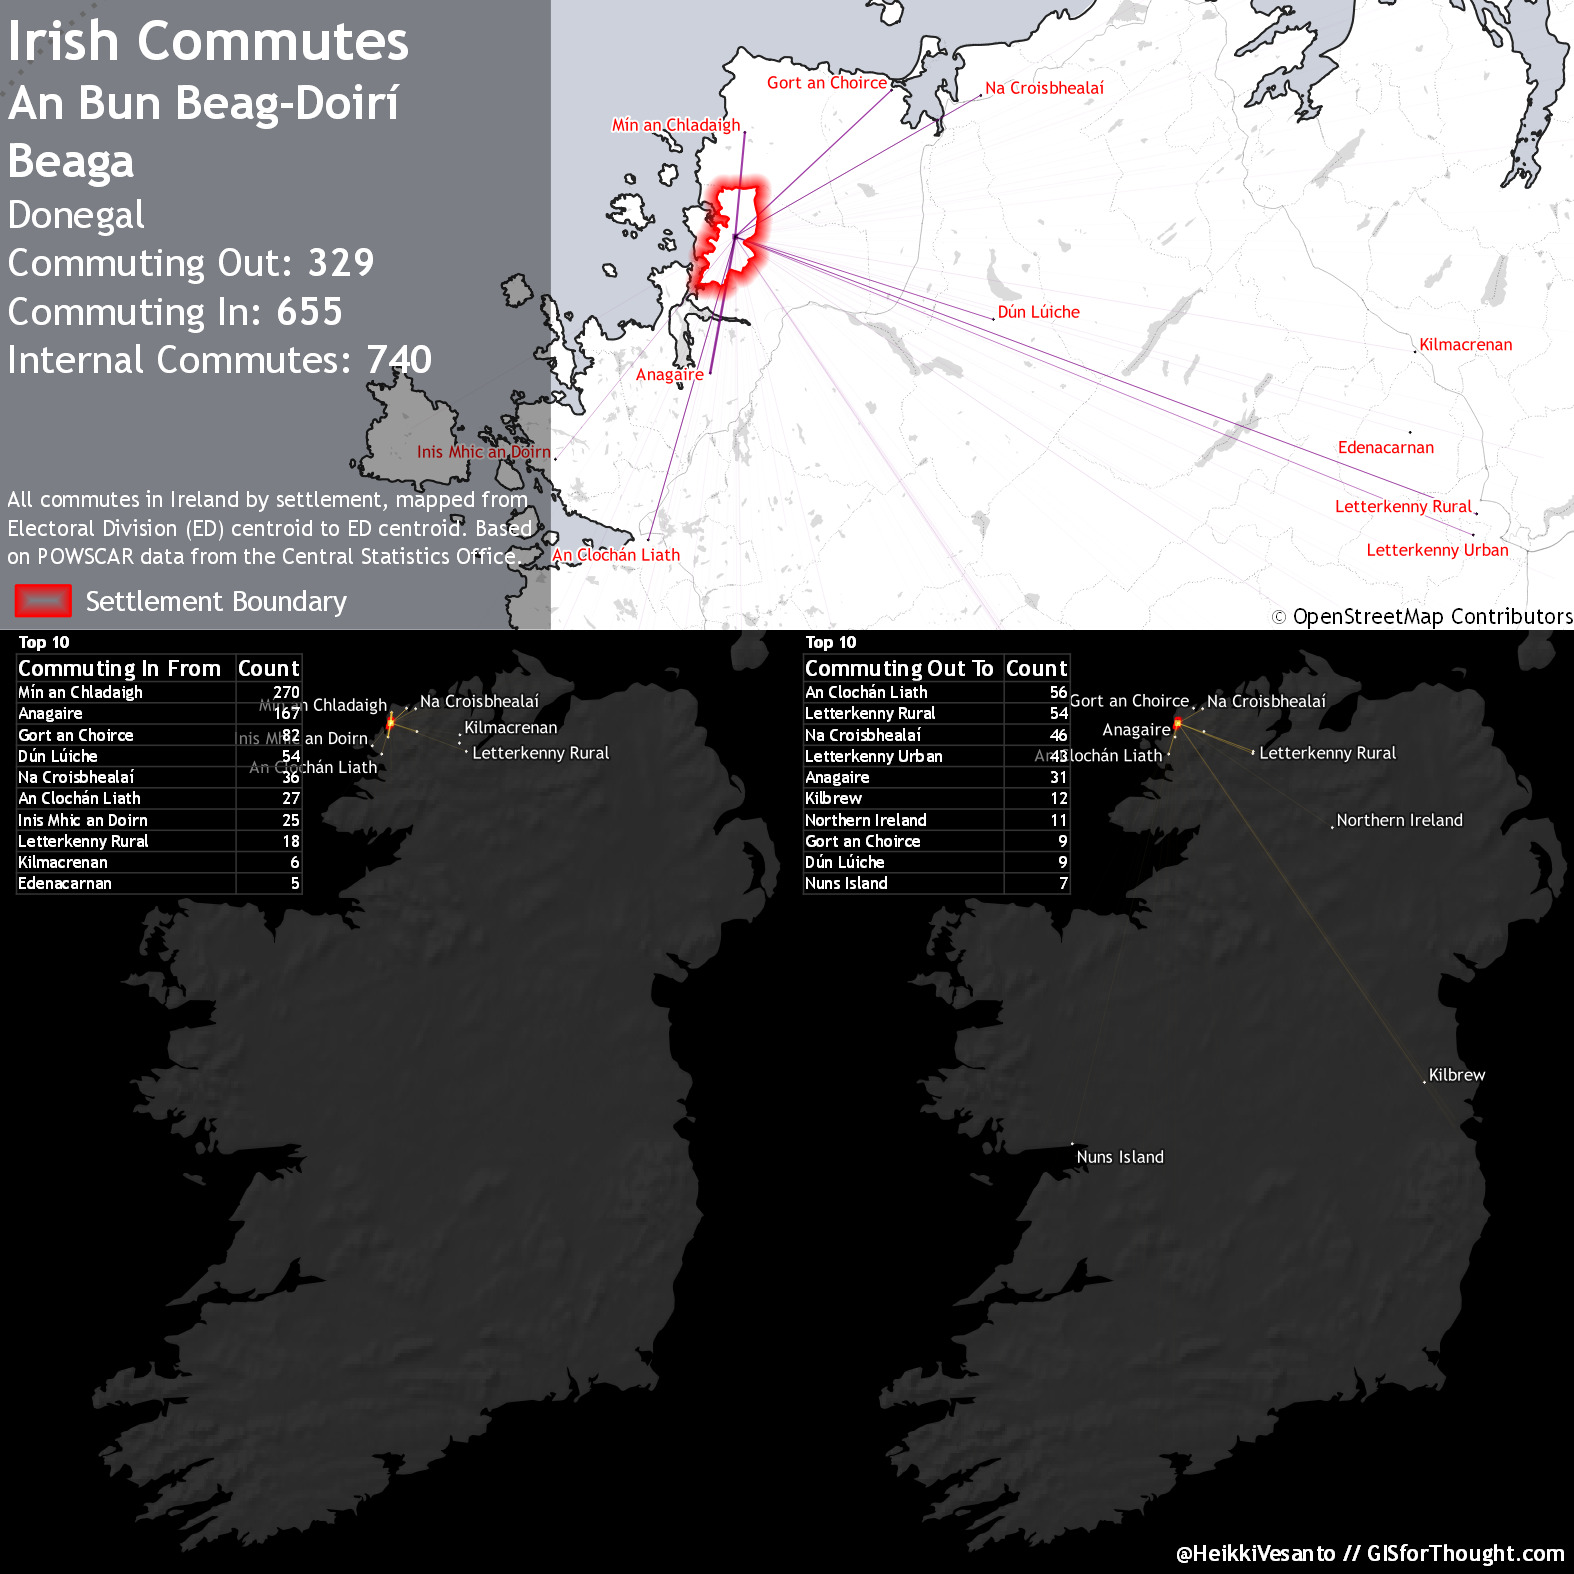 Irish Commutes
An Bun Beag-Doirí
Beaga
Donegal
Commuting Out: 329
Commuting In: 655
Internal Commutes: 740
All commutes in Ireland by settlement, mapped from
Electoral Division (ED) centroid to ED centroid. Based
on POWSCAR data from the Central Statistics Office.
Settlement Boundary
Gort an Choirce
Na Croisbhealaí
Mín an Chladaigh
Dún Lúiche
Kilmacrenan
Anagaire
Edenacarnan
Inis Mhic an Doirn
Letterkenny Rural
Letterkenny Urban
An Clochán Liath
© OpenStreetMap Contributors
Top 10
Commuting In From Count
Mín an Chladaigh 270
Anagaire 167
Gort an Choirce 82
Dún Lúiche 54
Na Croisbhealaí 36
An Clochán Liath 27
Inis Mhic an Doirn 25
Letterkenny Rural 18
Kilmacrenan 6
Edenacarnan 5
Mín an Chladaigh
Na Croisbhealaí
Kilmacrenan
Inis Mhic an Doirn
Letterkenny Rural
An Clochán Liath
Top 10
Commuting Out To Count
An Clochán Liath 56
Letterkenny Rural 54
Na Croisbhealaí 46
Letterkenny Urban 43
Anagaire 31
Kilbrew 12
Northern Ireland 11
Gort an Choirce 9
Dún Lúiche 9
Nuns Island 7
Gort an Choirce
Na Croisbhealaí
Anagaire
An Clochán Liath
Letterkenny Rural
Northern Ireland
Kilbrew
Nuns Island
@HeikkiVesanto // GISforThought.com